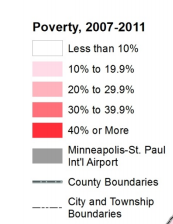 Poverty, 2007-2011
Less than 10%
10% to 19.9%
20% to 29.9%
30% to 39.9%
40% or More
Minneapolis-St. Paul
Int'l Airport
County Boundaries
City and Township
Boundaries